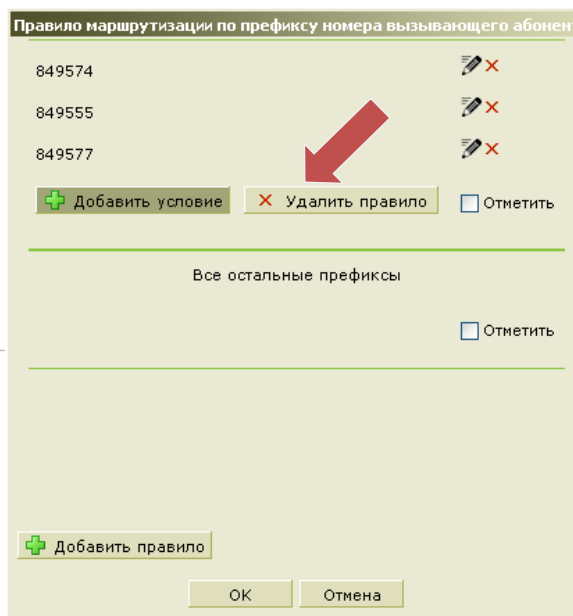 Правило маршрутизации по префиксу номера вызывающего абонен
849574
849555
849577
Добавить условие Удалить правило Отметить
Все остальные префиксы
Отметить
Добавить правило
OK Отмена